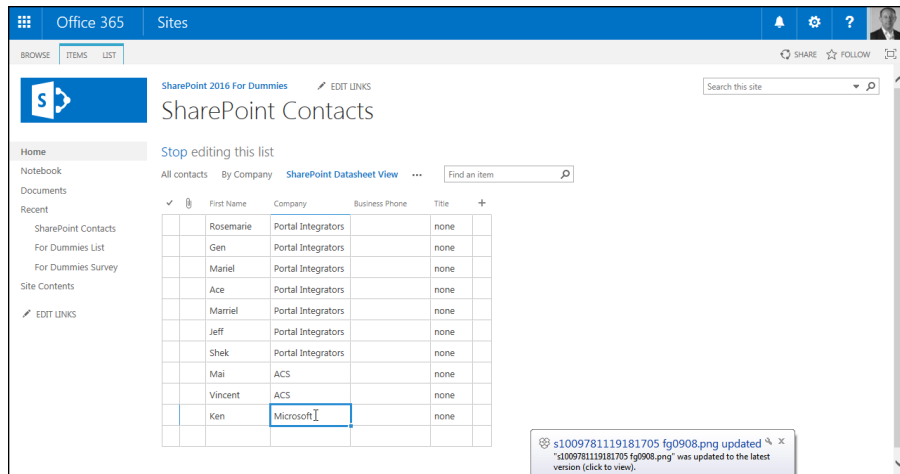 Office 365 Sites ?
BROWSE ITEMS LIST SHARE FOLLOW
S
SharePoint 2016 For Dummies EDIT LINKS
Search this site
SharePoint Contacts
Home
Notebook
Documents
Recent
SharePoint Contacts
For Dummies List
For Dummies Survey
Site Contents
EDIT LINKS
Stop editing this list
All contacts By Company SharePoint Datasheet View ... Find an item
First Name Company Business Phone Title +
Rosemarie Portal Integrators none
Gen Portal Integrators none
Mariel Portal Integrators none
Ace Portal Integrators none
Marriel Portal Integrators none
Jeff Portal Integrators none
Shek Portal Integrators none
Mai ACS none
Vincent ACS none
Ken Microsoft none
s1009781119181705 fg0908.png updated
"s1009781119181705 fg0908.png" was updated to the latest
version (click to view).